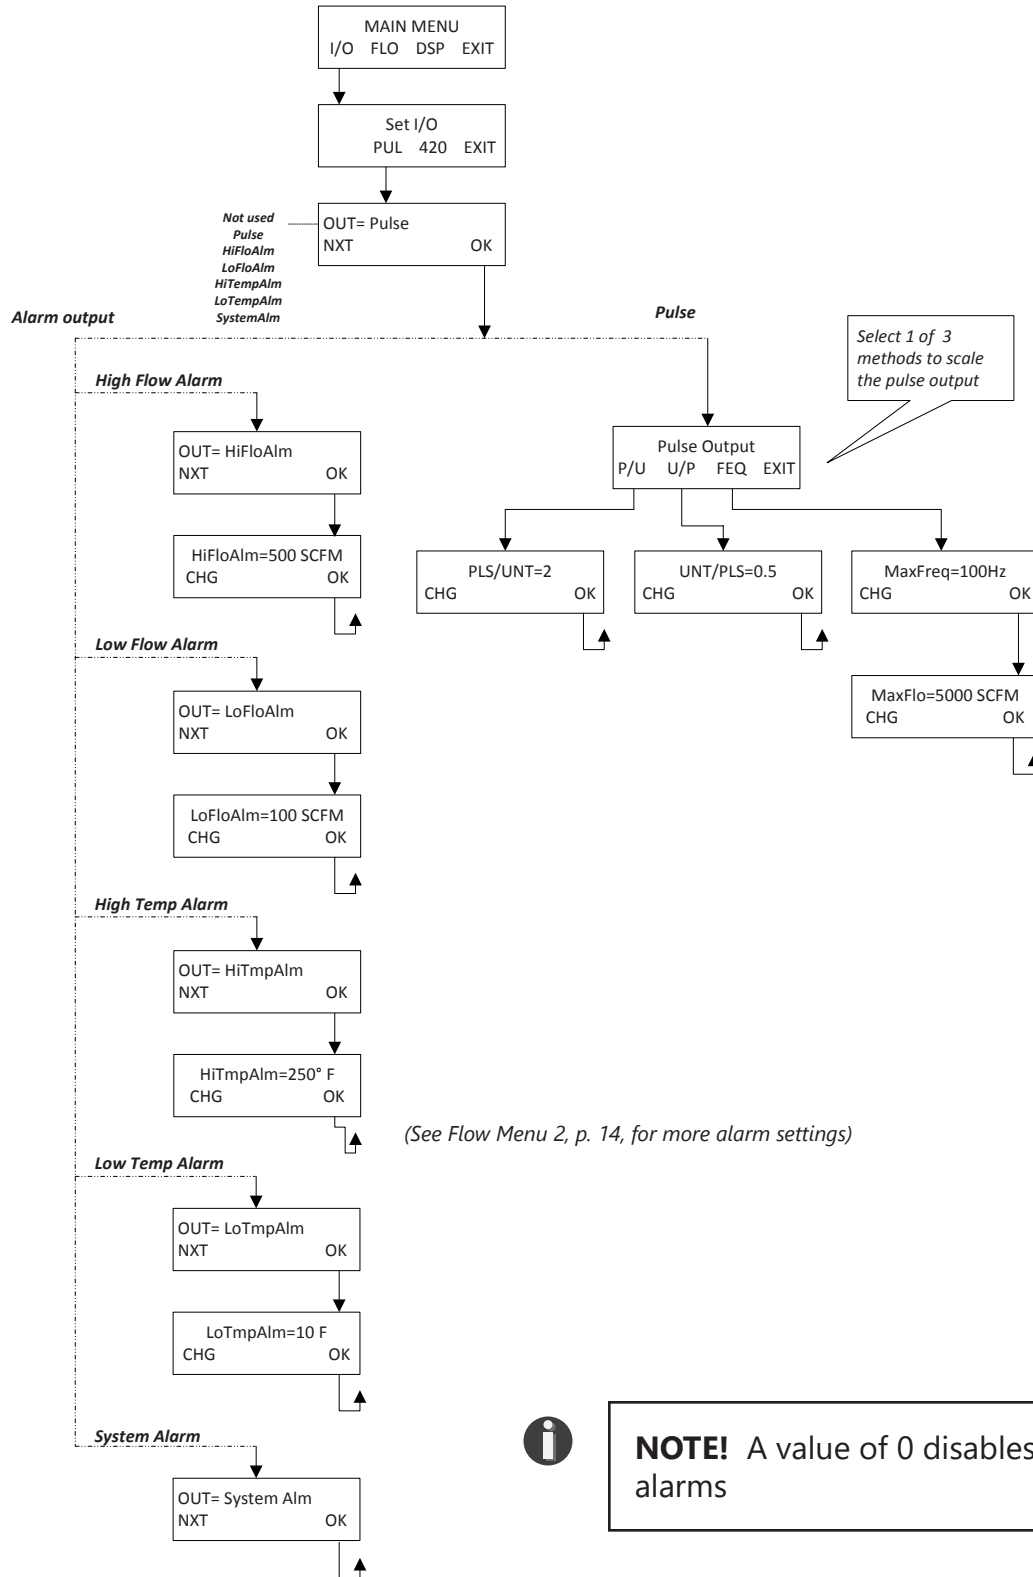 MAIN MENU
I/O FLO DSP EXIT
Set I/O
PUL 420 EXIT
Not used
Pulse
HiFloAlm
LoFloAlm
HiTempAlm
LoTempAlm
SystemAlm
OUT= Pulse
NXT OK
Alarm output
Pulse
Select 1 of 3
methods to scale
the pulse output
High Flow Alarm
OUT= HiFloAlm
NXT OK
HiFloAlm=500 SCFM
CHG OK
Pulse Output
P/U U/P FEQ EXIT
PLS/UNT=2
CHG OK
UNT/PLS=0.5
CHG OK
MaxFreq=100Hz
CHG OK
MaxFlo=5000 SCFM
CHG OK
Low Flow Alarm
OUT= LoFloAlm
NXT OK
LoFloAlm=100 SCFM
CHG OK
High Temp Alarm
OUT= HiTmpAlm
NXT OK
HiTmpAlm=250° F
CHG OK
(See Flow Menu 2, p. 14, for more alarm settings)
Low Temp Alarm
OUT= LoTmpAlm
NXT OK
LoTmpAlm=10 F
CHG OK
System Alarm
OUT= System Alm
NXT OK
i
NOTE! A value of 0 disables
alarms